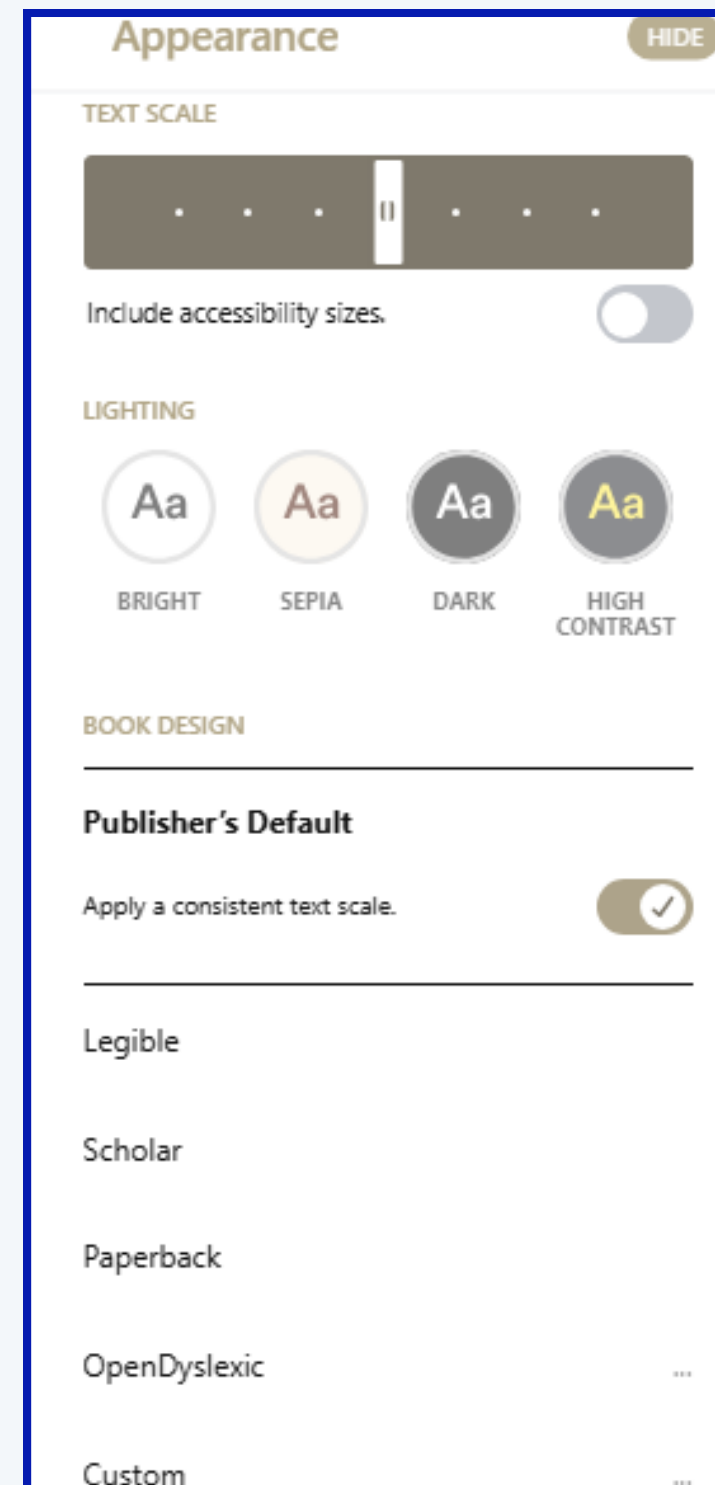 Appearance
HIDE
TEXT SCALE
Include accessibility sizes.
LIGHTING
Aa Aa Aa Aa
BRIGHT SEPIA DARK HIGH
CONTRAST
BOOK DESIGN
Publisher’s Default
Apply a consistent text scale.
Legible
Scholar
Paperback
OpenDyslexic ...
Custom ...